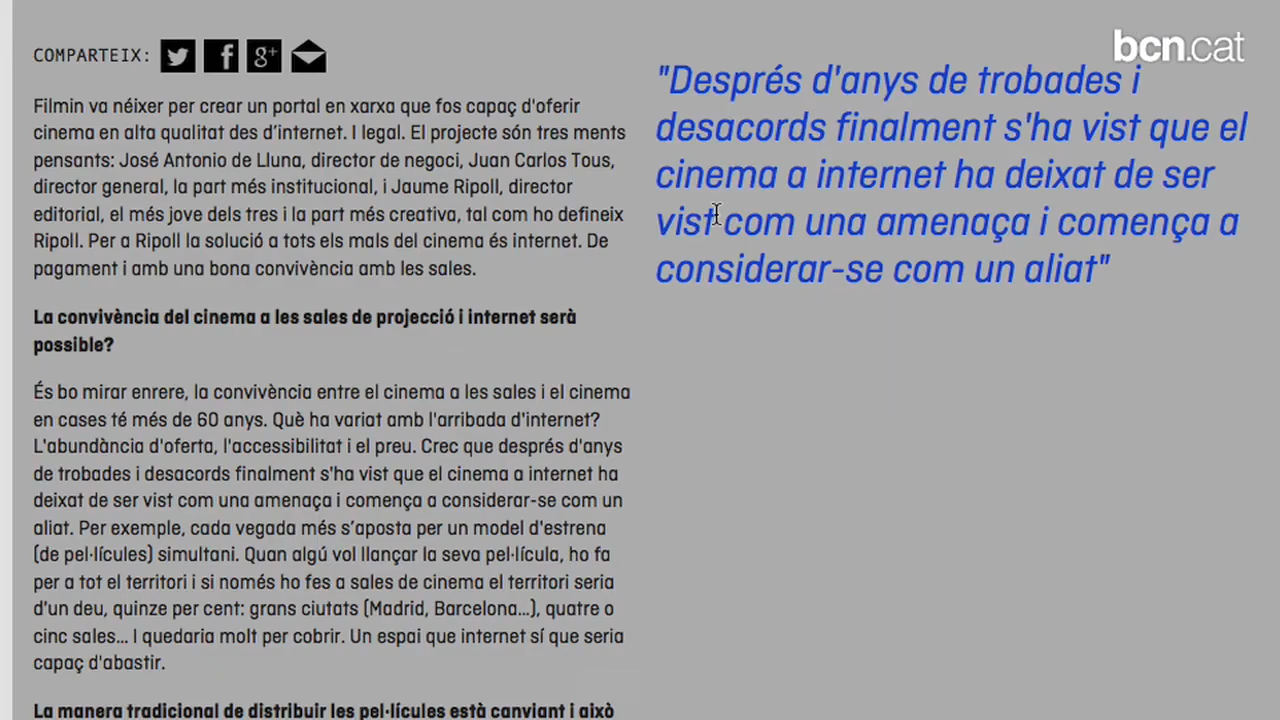 COMPARTEIX:
bcn.cat
Filmin va néixer per crear un portal en xarxa que fos capaç d'oferir
cinema en alta qualitat des d’internet. I legal. El projecte són tres ments
pensants: José Antonio de Lluna, director de negoci, Juan Carlos Tous,
director general, la part més institucional, i Jaume Ripoll, director
editorial, el més jove dels tres i la part més creativa, tal com ho defineix
Ripoll. Per a Ripoll la solució a tots els mals del cinema és internet. De
pagament i amb una bona convivència amb les sales.
La convivència del cinema a les sales de projecció i internet serà
possible?
És bo mirar enrere, la convivència entre el cinema a les sales i el cinema
en cases té més de 60 anys. Què ha variat amb l'arribada d'internet?
L'abundància d'oferta, l'accessibilitat i el preu. Crec que després d'anys
de trobades i desacords finalment s'ha vist que el cinema a internet ha
deixat de ser vist com una amenaça i comença a considerar-se com un
aliat. Per exemple, cada vegada més s’aposta per un model d'estrena
(de pel·lícules) simultani. Quan algú vol llançar la seva pel·lícula, ho fa
per a tot el territori i si només ho fes a sales de cinema el territori seria
d'un deu, quinze per cent: grans ciutats (Madrid, Barcelona...), quatre o
cinc sales... I quedaria molt per cobrir. Un espai que internet sí que seria
capaç d'abastir.
La manera tradicional de distribuir les pel·lícules està canviant i això
"Després d'anys de trobades i
desacords finalment s'ha vist que el
cinema a internet ha deixat de ser
vist com una amenaça i comença a
considerar-se com un aliat"